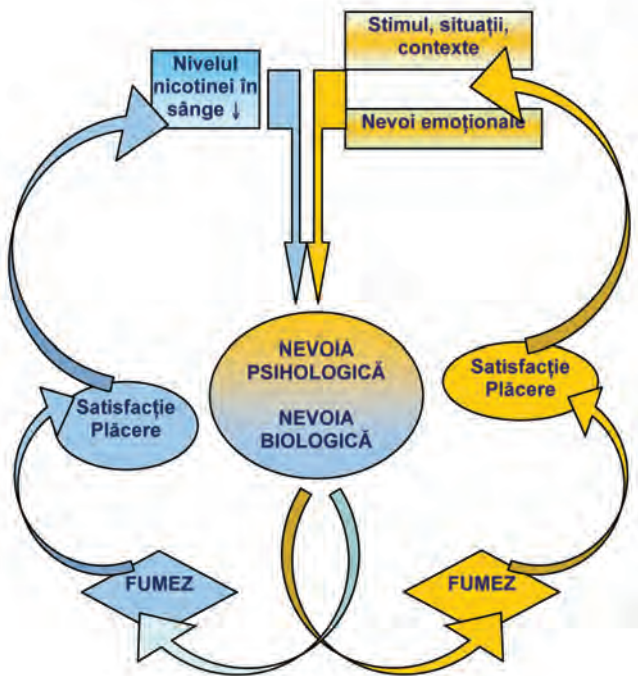 Nivelul
nicotinei în
sânge ↓
Stimul, situații,
contexte
Nevoi emoționale
NEVOIA
PSIHOLOGICĂ
NEVOIA
BIOLOGICĂ
Satisfacție
Plăcere
Satisfacție
Plăcere
FUMEZ
FUMEZ